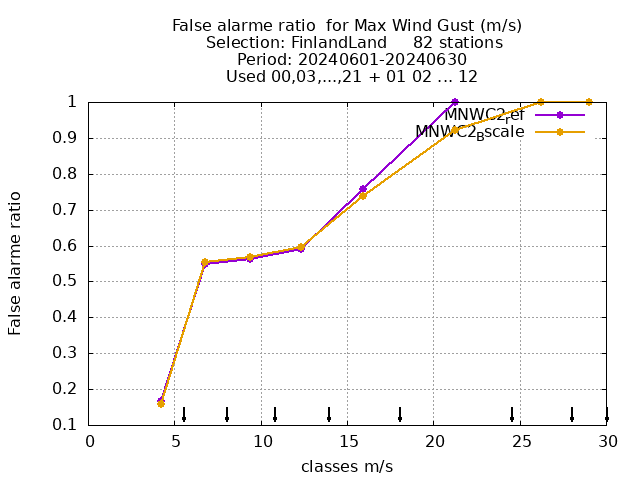 False alarme ratio  for Max Wind Gust (m/s)
Selection: FinlandLand     82 stations
Period: 20240601-20240630
Used 00,03,...,21 + 01 02 ... 12
MNWC2ref
MNWC2Bscale
1
0.9
0.8
0.7
0.6
0.5
0.4
0.3
0.2
0.1
False alarme ratio
0 5 10 15 20 25 30
classes m/s